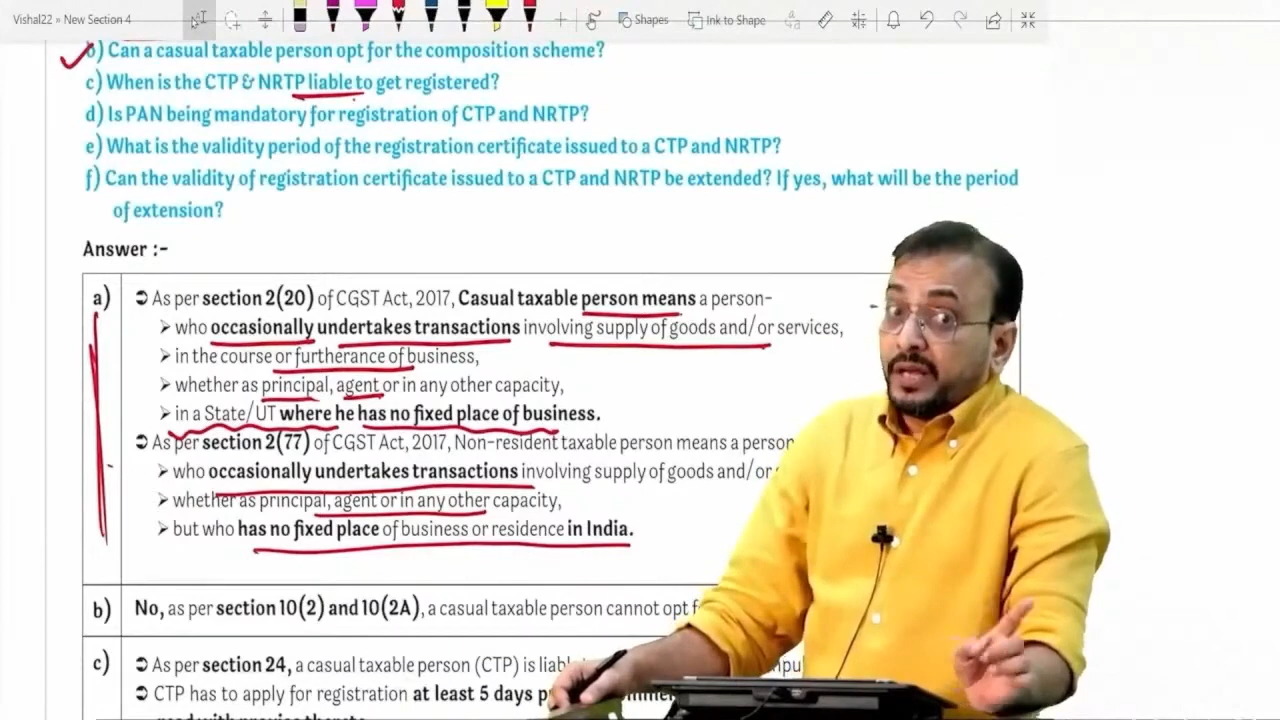 Vishal22 » New Section 4
Shapes
Ink to Shape
b) Can a casual taxable person opt for the composition scheme?
c) When is the CTP & NRTP liable to get registered?
d) Is PAN being mandatory for registration of CTP and NRTP?
e) What is the validity period of the registration certificate issued to a CTP and NRTP?
f) Can the validity of registration certificate issued to a CTP and NRTP be extended? If yes, what will be the period
of extension?
Answer :-
a) ➲ As per section 2(20) of CGST Act, 2017, Casual taxable person means a person-
➢ who occasionally undertakes transactions involving supply of goods and/or services,
➢ in the course or furtherance of business,
➢ whether as principal, agent or in any other capacity,
➢ in a State/UT where he has no fixed place of business.
➲ As per section 2(77) of CGST Act, 2017, Non-resident taxable person means a person
➢ who occasionally undertakes transactions involving supply of goods and/or
➢ whether as principal, agent or in any other capacity,
➢ but who has no fixed place of business or residence in India.
b) No, as per section 10(2) and 10(2A), a casual taxable person cannot opt
c) ➲ As per section 24, a casual taxable person (CTP) is
➲ CTP has to apply for registration at least 5 days